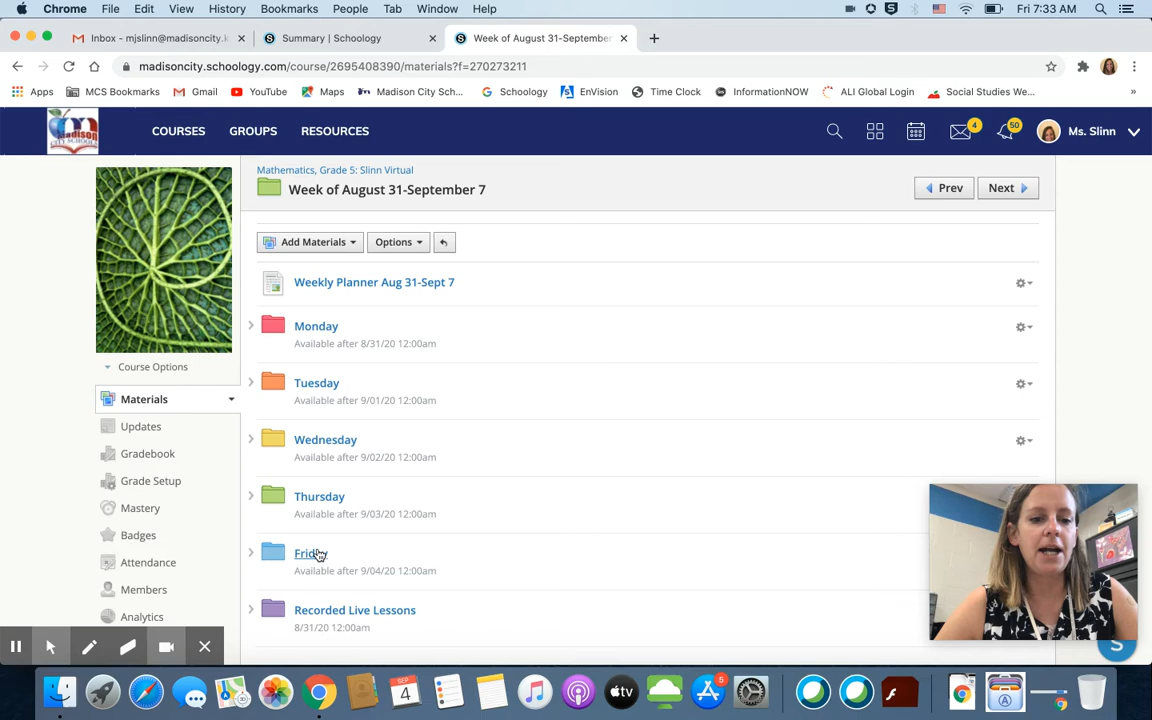 Chrome File Edit View History Bookmarks People Tab Window Help Fri 7:33 AM
Inbox - mjslinn@madisoncity.k Summary | Schoology Week of August 31-September
madisoncity.schoology.com/course/2695408390/materials?f=270273211
Apps MCS Bookmarks Gmail YouTube Maps Madison City Sch... Schoology EnVision Time Clock InformationNOW ALI Global Login Social Studies We... »
COURSES GROUPS RESOURCES 4 50 Ms. Slinn
Mathematics, Grade 5: Slinn Virtual
Week of August 31-September 7
Prev Next
Add Materials Options
Weekly Planner Aug 31-Sept 7
Monday
Available after 8/31/20 12:00am
Course Options
Tuesday
Available after 9/01/20 12:00am
Materials
Updates
Wednesday
Gradebook
Available after 9/02/20 12:00am
Grade Setup
Thursday
Mastery
Available after 9/03/20 12:00am
Badges
Friday
Attendance
Available after 9/04/20 12:00am
Members
Recorded Live Lessons
Analytics
8/31/20 12:00am
SEP
4
tv
5